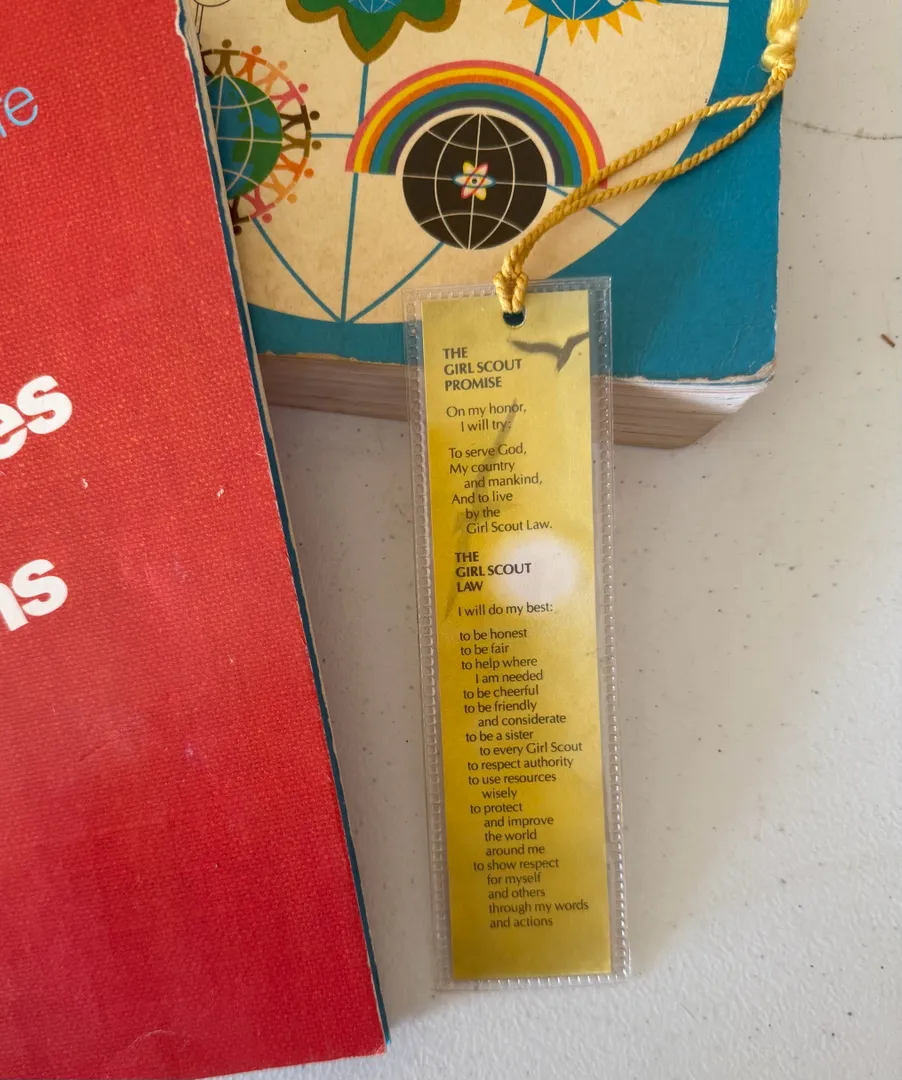 THE
GIRL SCOUT
PROMISE
On my honor,
I will try:
To serve God,
My country
and mankind,
And to live
by the
Girl Scout Law.
THE
GIRL SCOUT
LAW
I will do my best:
to be honest
to be fair
to help where
I am needed
to be cheerful
to be friendly
and considerate
to be a sister
to every Girl Scout
to respect authority
to use resources
wisely
to protect
and improve
the world
around me
to show respect
for myself
and others
through my words
and actions